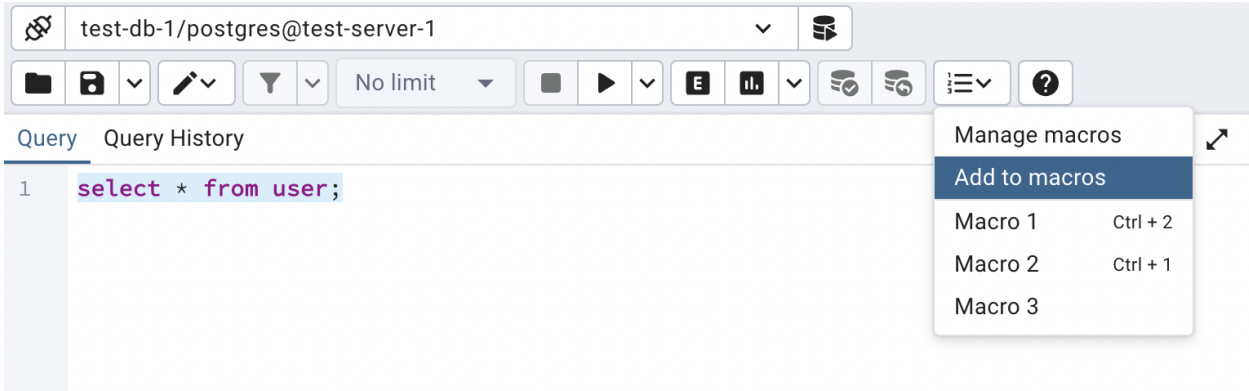 test-db-1/postgres@test-server-1
No limit
E
Query Query History
Manage macros
Add to macros
1 select * from user;
Macro 1 Ctrl + 2
Macro 2 Ctrl + 1
Macro 3